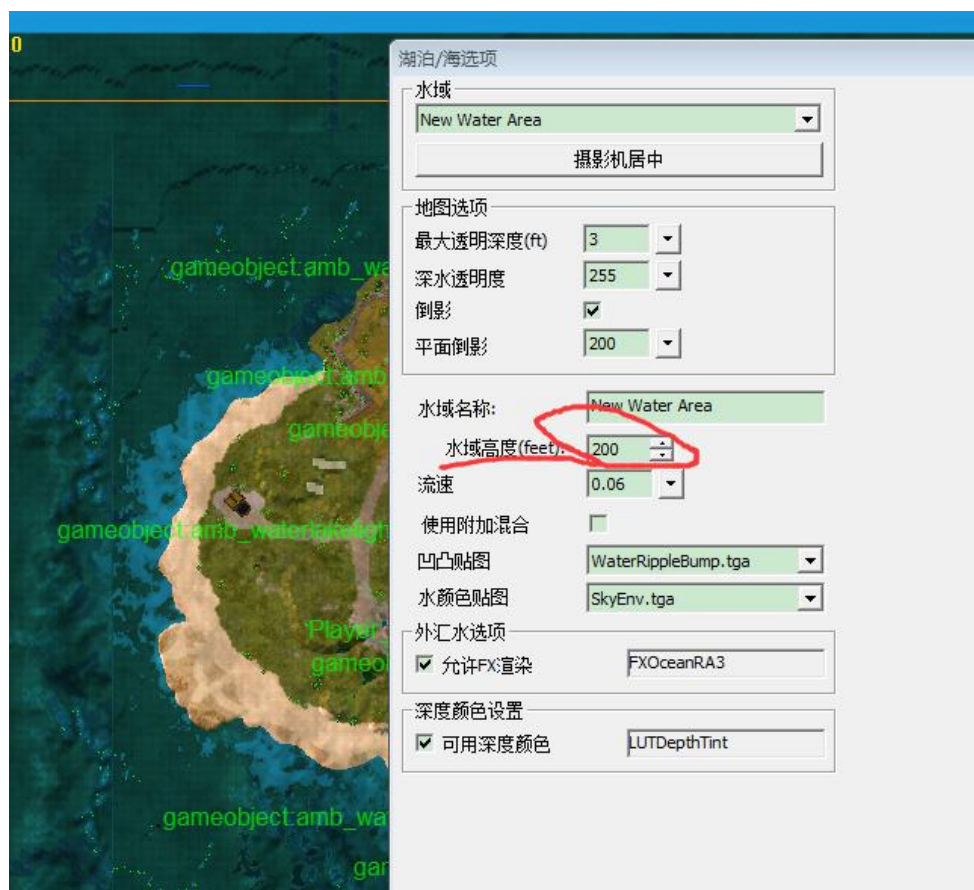 0
湖泊/海选项
水域
New Water Area
摄影机居中
地图选项
最大透明深度(ft) 3
深水透明度 255
倒影
平面倒影 200
水域名称: New Water Area
水域高度(feet): 200
流速 0.06
使用附加混合
凹凸贴图 WaterRippleBump.tga
水颜色贴图 SkyEnv.tga
外汇水选项
允许FX渲染 FXOceanRA3
深度颜色设置
可用深度颜色 LUTDepthTint
gameobject:amb_wa
gameobject:amb
gameobje
gameobject:amb_waterlakeligh
Player_
gameo
gameobject:amb_wa
gar